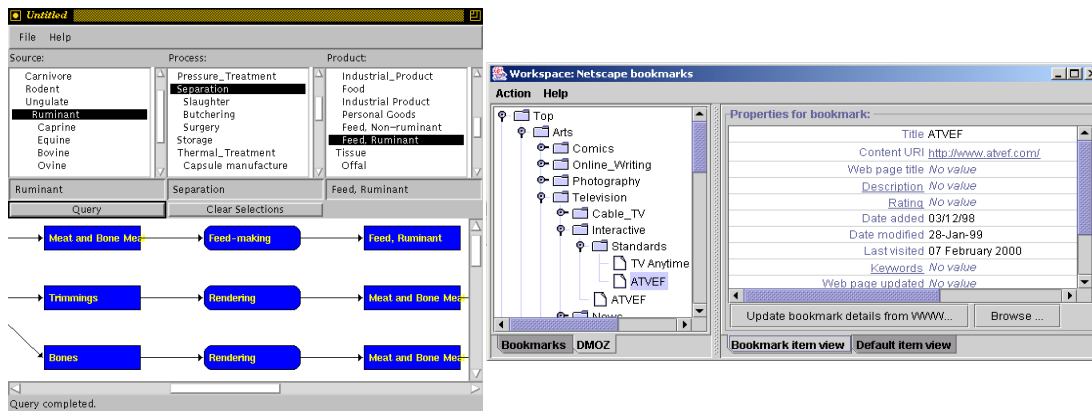 Untitled
File Help
Source: Process: Product:
Carnivore Pressure_Treatment Industrial_Product
Rodent Separation Food
Ungulate Slaughter Industrial Product
Ruminant Butchering Personal Goods
Caprine Surgery Feed, Non-ruminant
Equine Storage Feed, Ruminant
Bovine Thermal_Treatment Tissue
Ovine Capsule manufacture Offal
Ruminant Separation Feed, Ruminant
Query Clear Selections
Meat and Bone Mea Feed-making Feed, Ruminant
Trimmings Rendering Meat and Bone Mea
Bones Rendering Meat and Bone Mea
Query completed.
Workspace: Netscape bookmarks
Action Help
Top
Arts
Comics
Online_Writing
Photography
Television
Cable_TV
Interactive
Standards
TV Anytime
ATVEF
ATVEF
News
Bookmarks DMOZ
Properties for bookmark:
Title ATVEF
Content URI http://www.atvef.com/
Web page title No value
Description No value
Rating No value
Date added 03/12/98
Date modified 28-Jan-99
Last visited 07 February 2000
Keywords No value
Web page updated No value
Update bookmark details from WWW... Browse ...
Bookmark item view Default item view